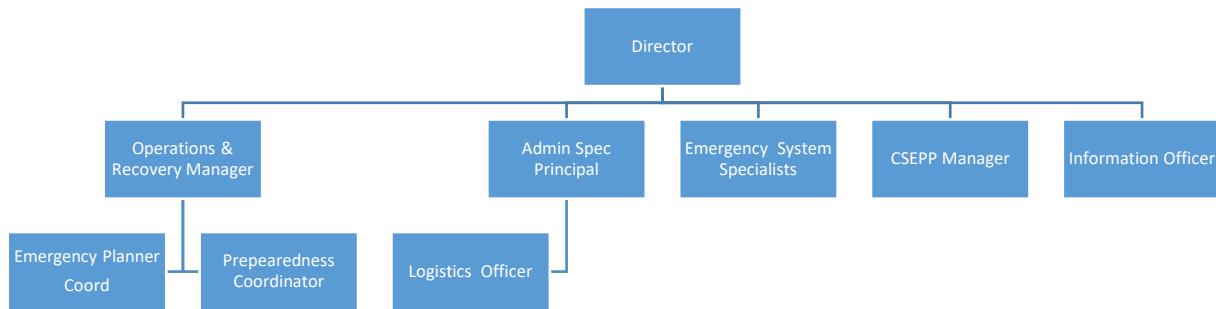 Director
Operations &
Recovery Manager
Admin Spec
Principal
Emergency System
Specialists
CSEPP Manager
Information Officer
Emergency Planner
Coord
Prepearedness
Coordinator
Logistics Officer